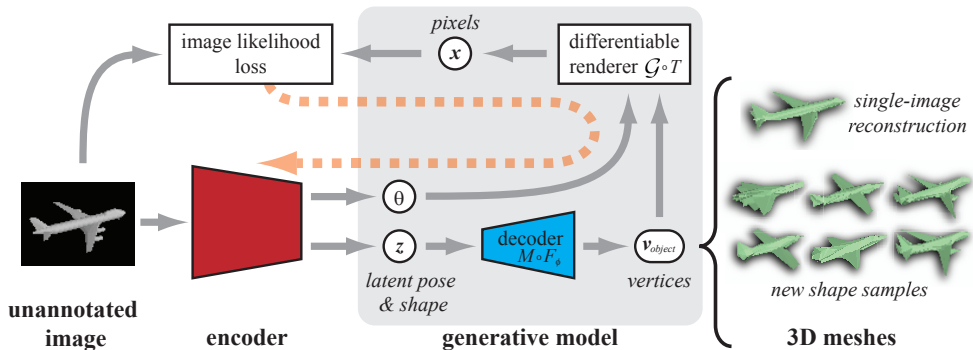 pixels
image likelihood
loss
x
differentiable
renderer 𝒢∘T
single-image
reconstruction
θ
z
decoder
M∘F_ϕ
v_object
latent pose
& shape
vertices
new shape samples
unannotated
image
encoder
generative model
3D meshes